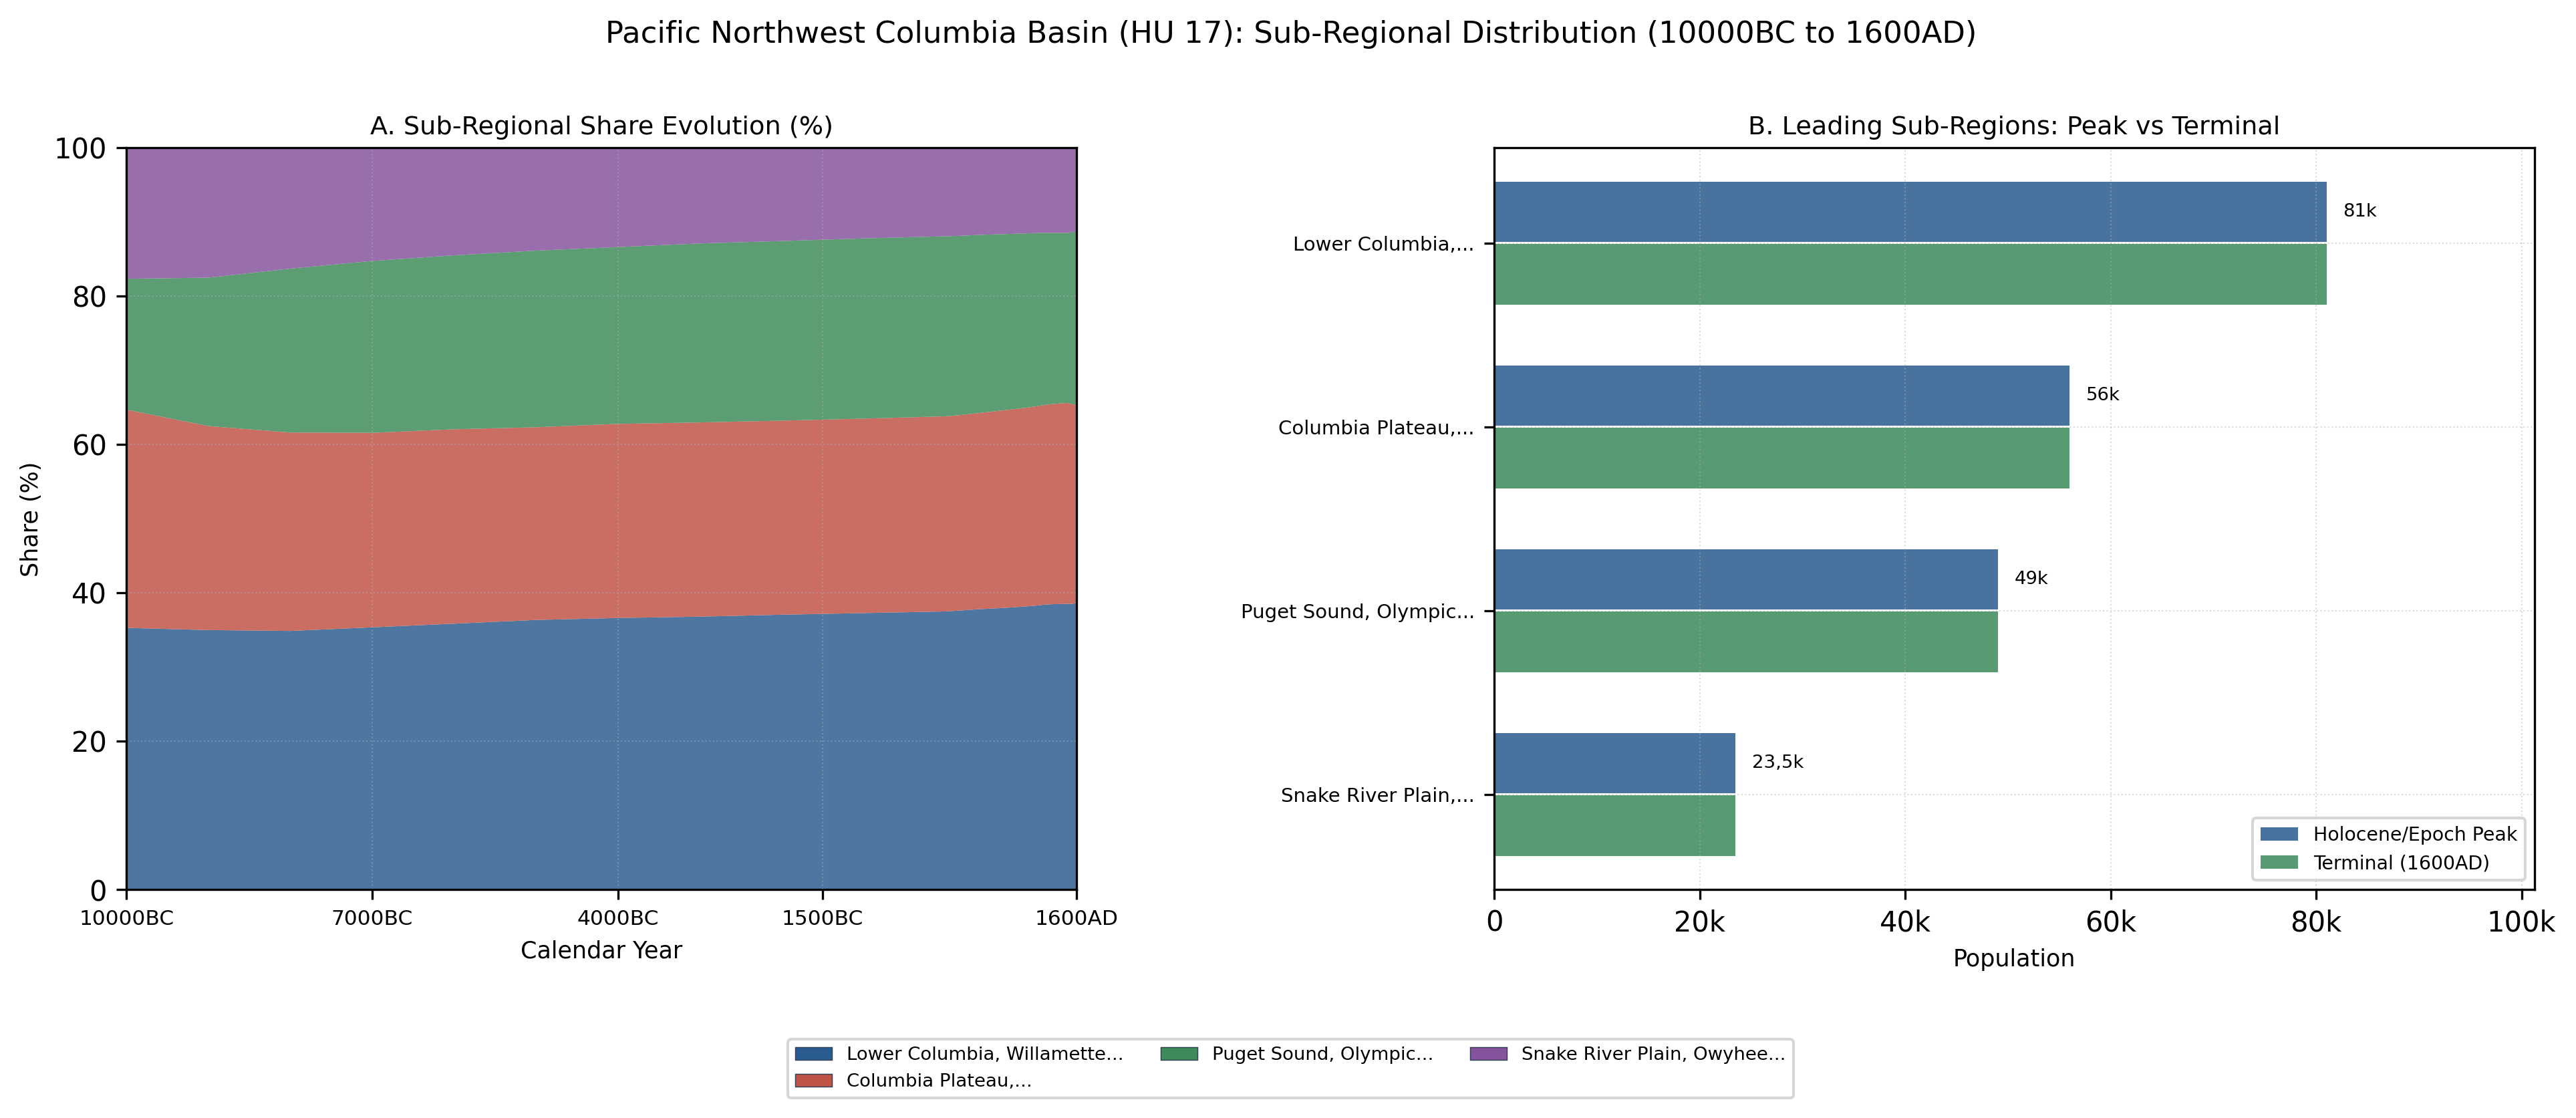 Pacific Northwest Columbia Basin (HU 17): Sub-Regional Distribution (10000BC to 1600AD)
A. Sub-Regional Share Evolution (%)
100
80
60
40
20
0
Share (%)
10000BC
7000BC
4000BC
1500BC
1600AD
Calendar Year
B. Leading Sub-Regions: Peak vs Terminal
Lower Columbia,...
81k
Columbia Plateau,...
56k
Puget Sound, Olympic...
49k
Snake River Plain,...
23,5k
Holocene/Epoch Peak
Terminal (1600AD)
0
20k
40k
60k
80k
100k
Population
Lower Columbia, Willamette...
Columbia Plateau,...
Puget Sound, Olympic...
Snake River Plain, Owyhee...